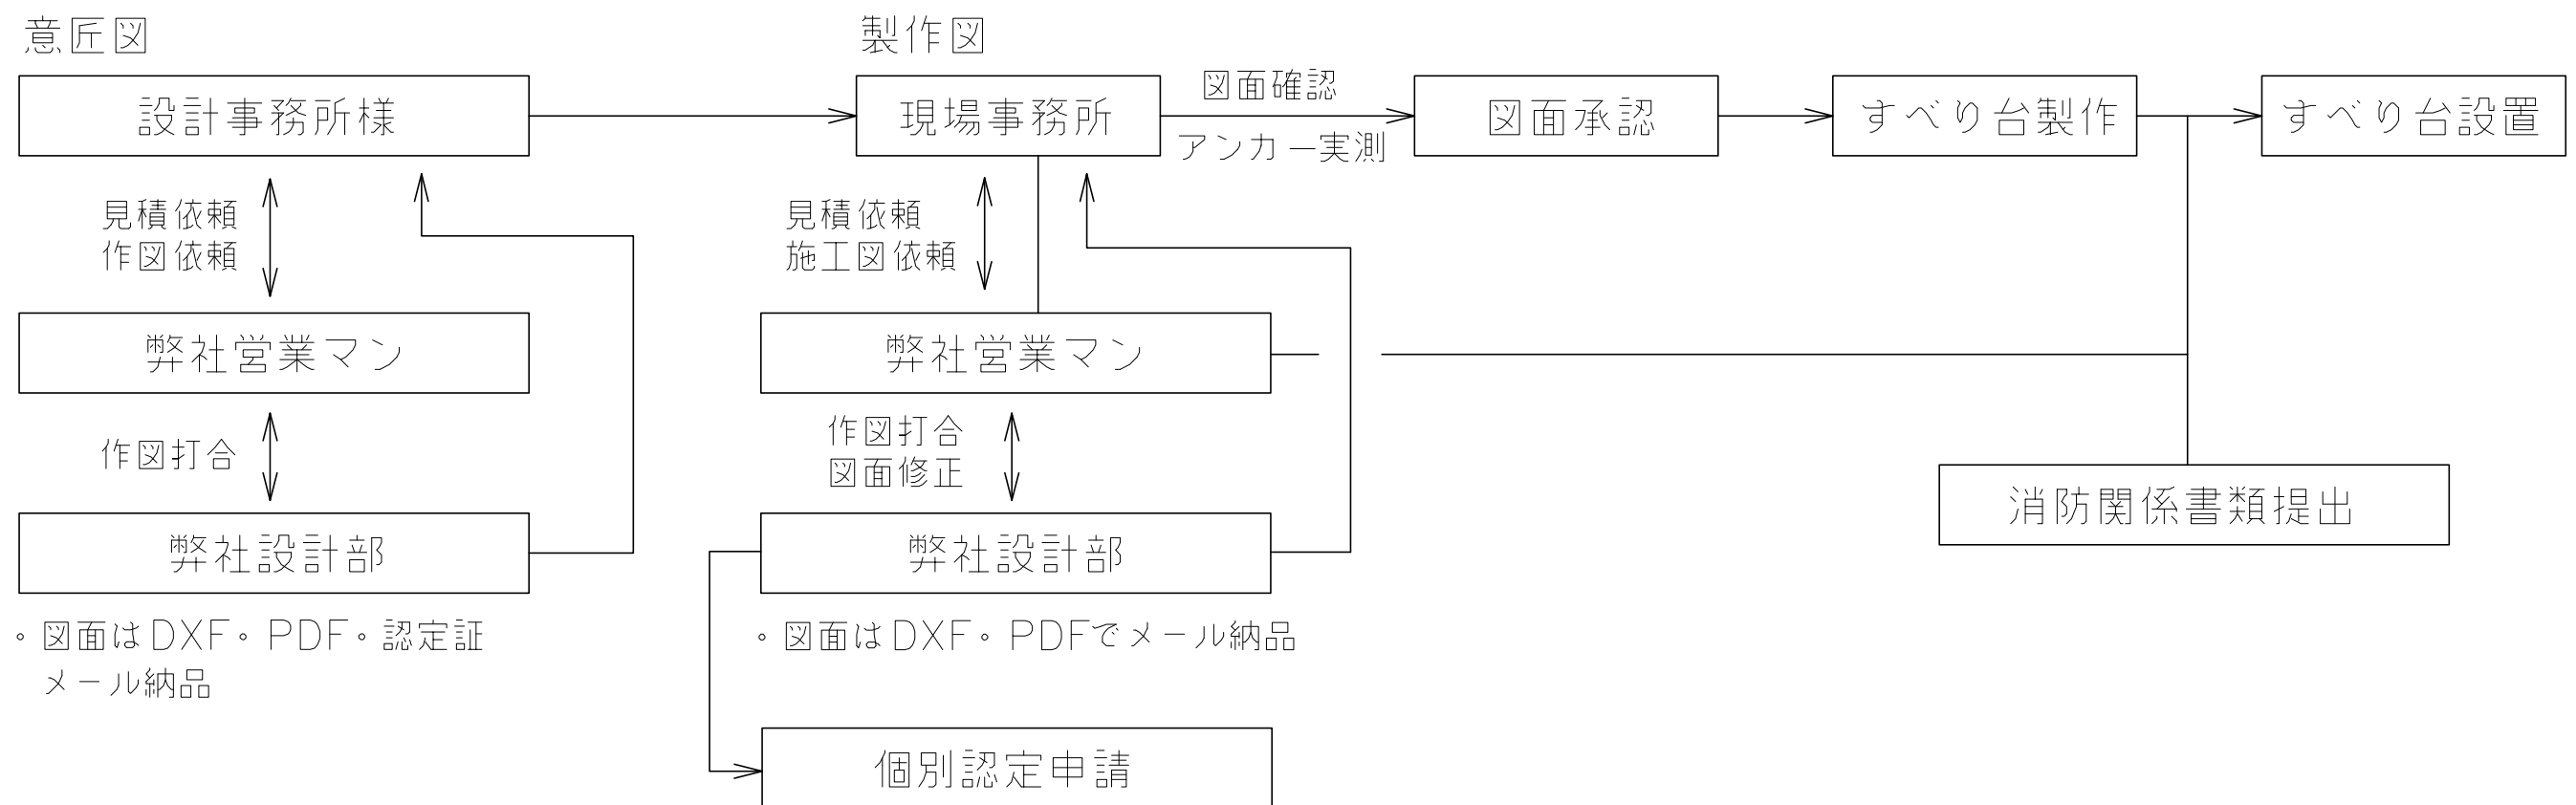 意匠図
製作図
設計事務所様
現場事務所
図面確認
アンカー実測
図面承認
すべり台製作
すべり台設置
見積依頼
作図依頼
見積依頼
施工図依頼
弊社営業マン
弊社営業マン
作図打合
作図打合
図面修正
弊社設計部
弊社設計部
消防関係書類提出
。図面はDXF。PDF。認定証
メール納品
。図面はDXF。PDFでメール納品
個別認定申請